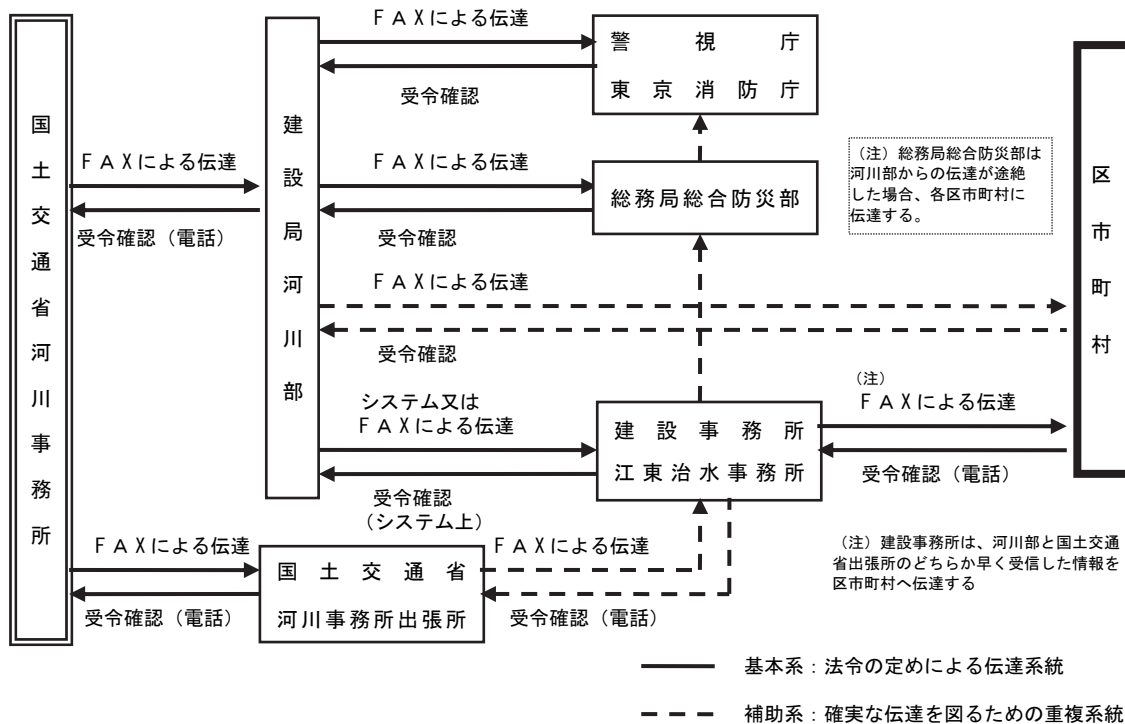 国土交通省河川事務所
ＦＡＸによる伝達
受令確認（電話）
ＦＡＸによる伝達
受令確認（電話）
建設局河川部
ＦＡＸによる伝達
受令確認
ＦＡＸによる伝達
受令確認
ＦＡＸによる伝達
受令確認
システム又は
ＦＡＸによる伝達
受令確認
（システム上）
警視庁
東京消防庁
総務局総合防災部
建設事務所
江東治水事務所
国土交通省
河川事務所出張所
ＦＡＸによる伝達
受令確認（電話）
（注）総務局総合防災部は
河川部からの伝達が途絶
した場合、各区市町村に
伝達する。
（注）
ＦＡＸによる伝達
受令確認（電話）
区市町村
（注）建設事務所は、河川部と国土交通
省出張所のどちらか早く受信した情報を
区市町村へ伝達する
基本系：法令の定めによる伝達系統
補助系：確実な伝達を図るための重複系統